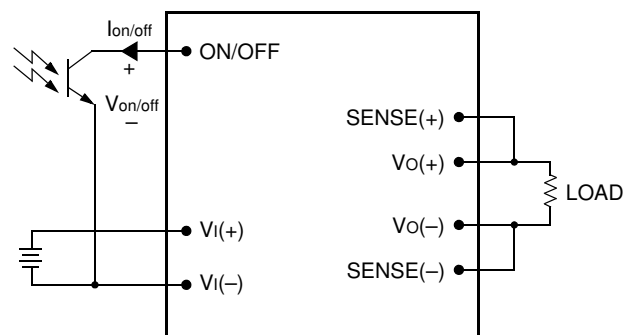 Ion/off
+
ON/OFF
Von/off
–
SENSE(+)
VO(+)
LOAD
VI(+)
VO(–)
VI(–)
SENSE(–)